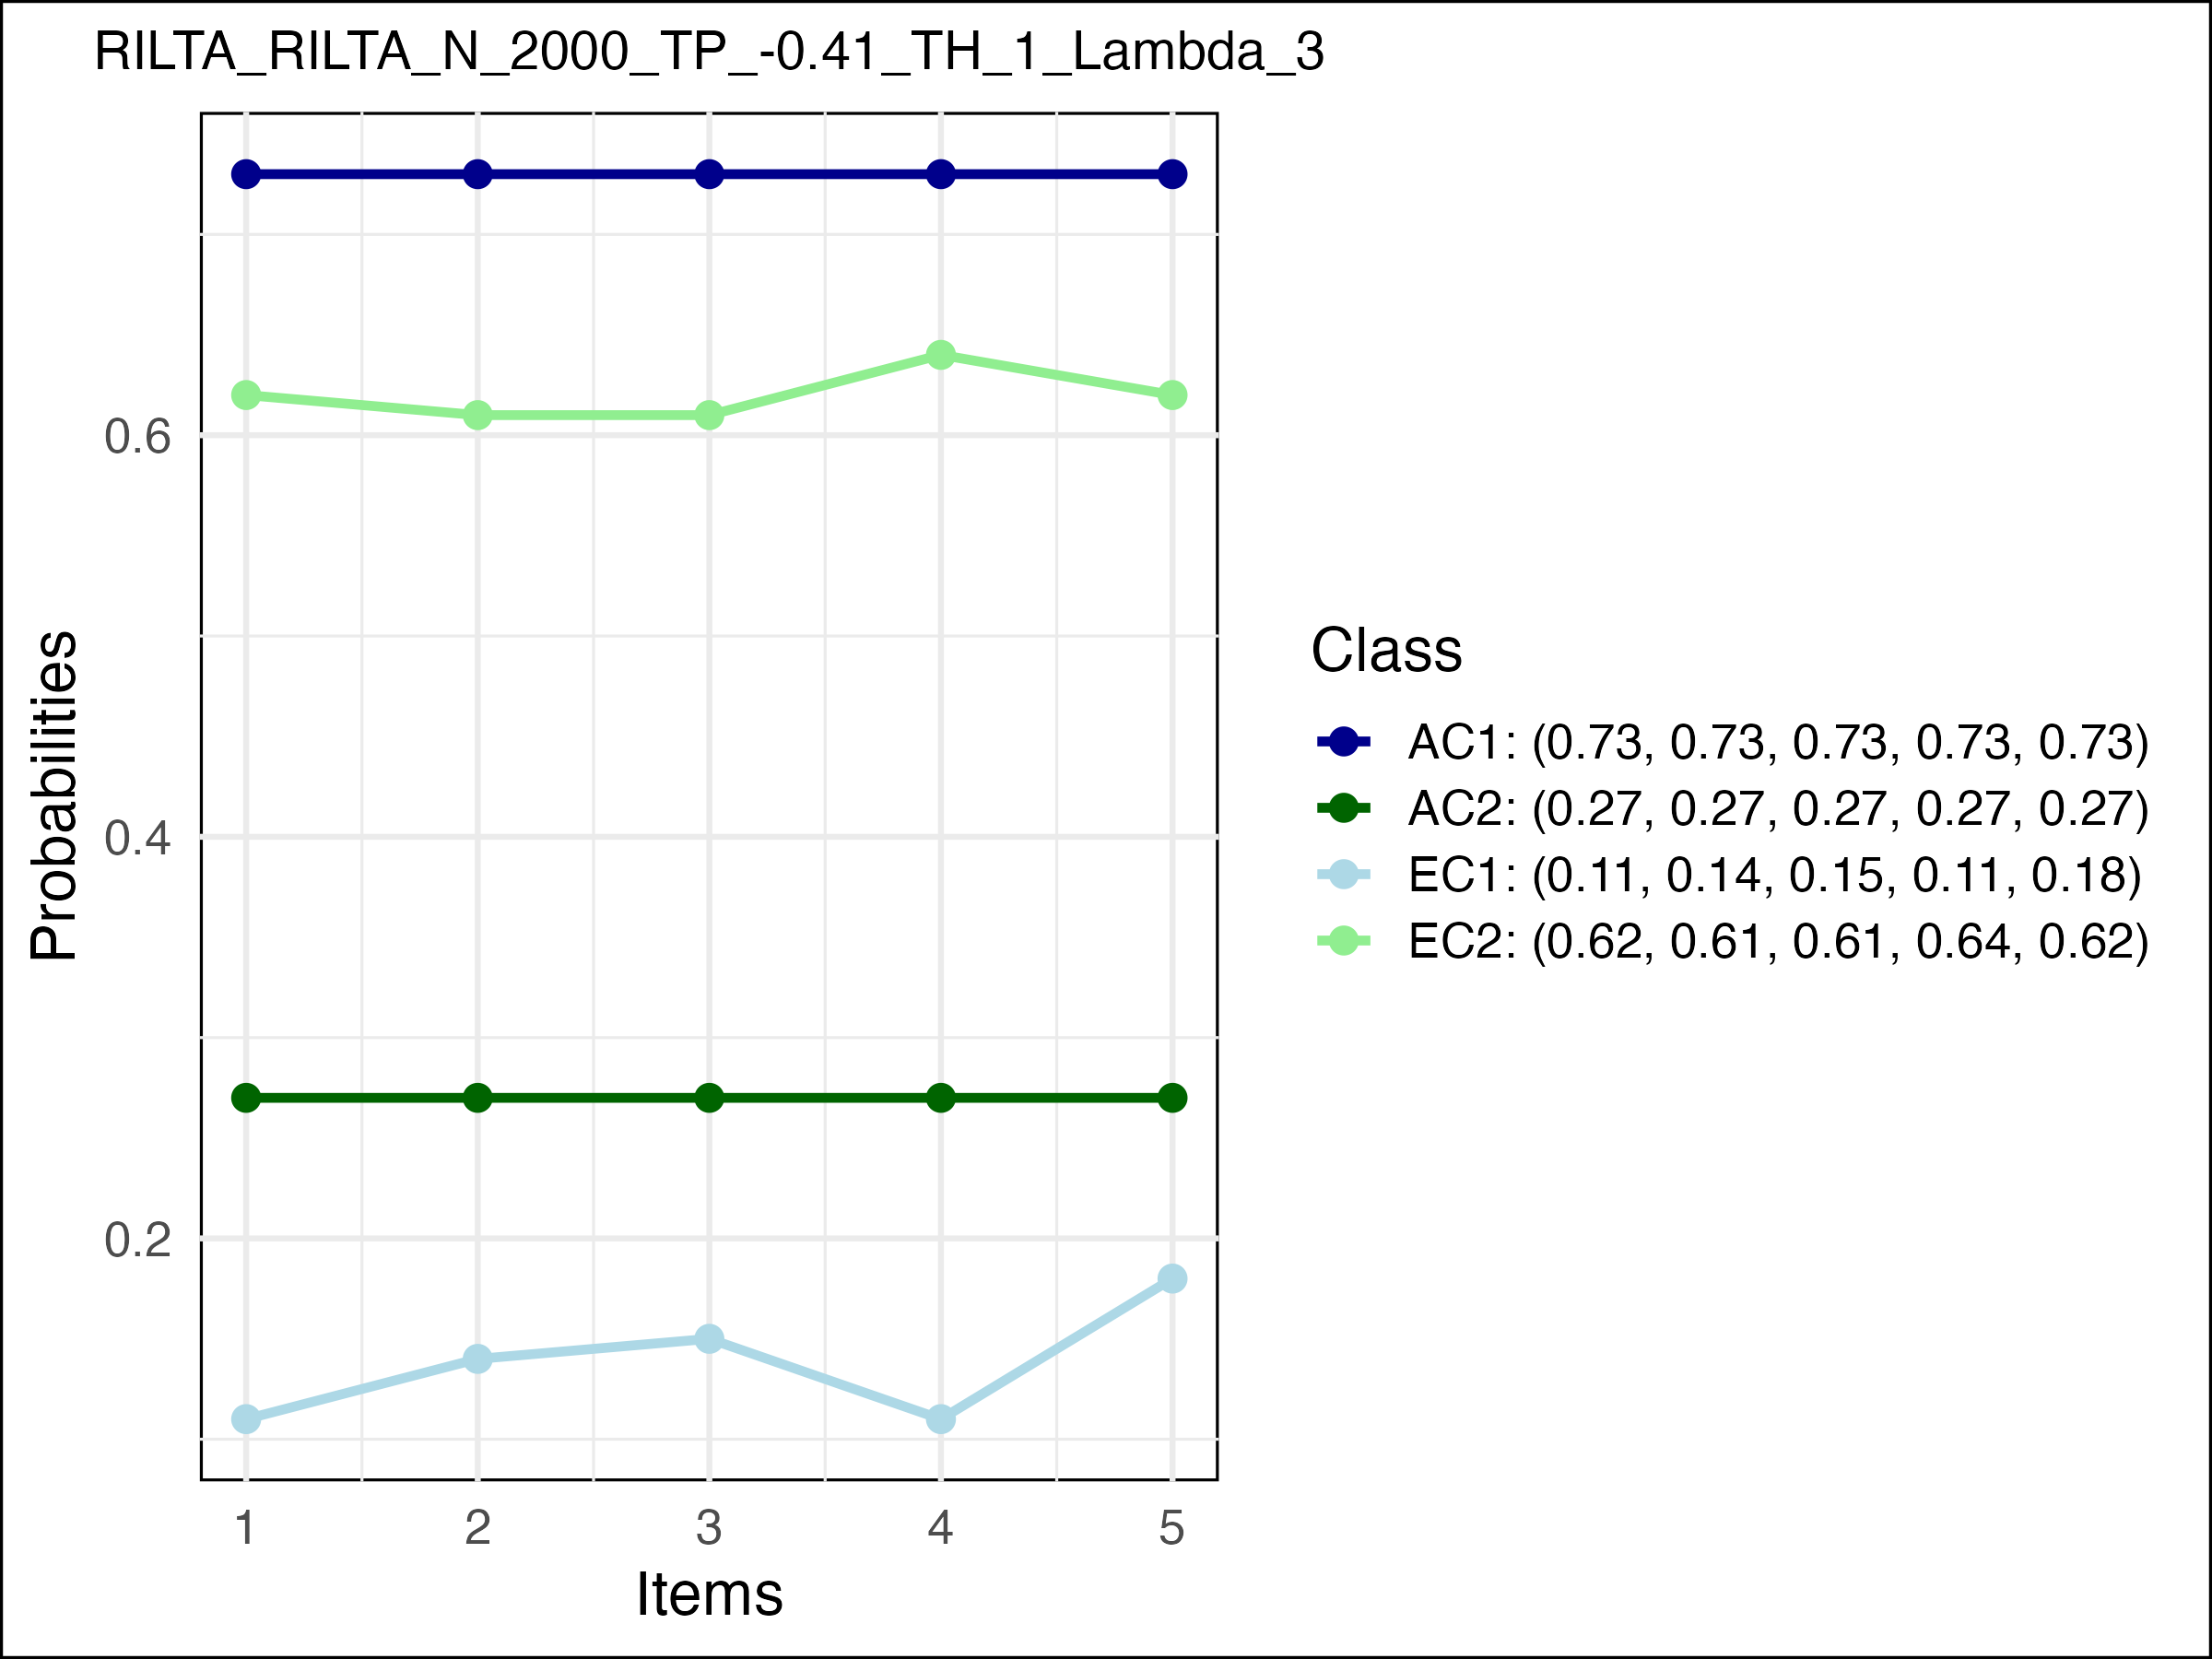 RILTA_RILTA_N_2000_TP_-0.41_TH_1_Lambda_3
Probabilities
0.6
0.4
0.2
1 2 3 4 5
Items
Class
AC1: (0.73, 0.73, 0.73, 0.73, 0.73)
AC2: (0.27, 0.27, 0.27, 0.27, 0.27)
EC1: (0.11, 0.14, 0.15, 0.11, 0.18)
EC2: (0.62, 0.61, 0.61, 0.64, 0.62)